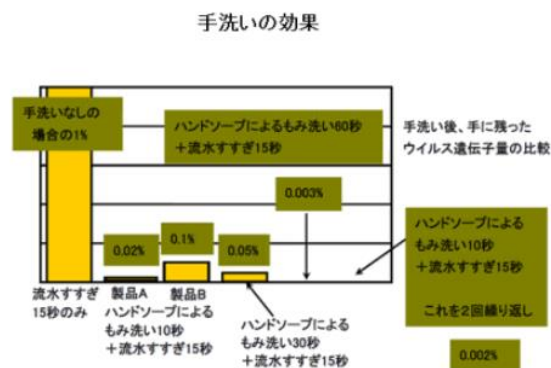 手洗いの効果
手洗いなしの
場合の1%
ハンドソープによるもみ洗い60秒
+流水すすぎ15秒
手洗い後、手に残った
ウイルス遺伝子量の比較
0.003%
0.02%
0.1%
0.05%
ハンドソープによる
もみ洗い10秒
+流水すすぎ15秒
これを2回繰り返し
0.002%
流水すすぎ
15秒のみ
製品A
製品B
ハンドソープによる
もみ洗い10秒
+流水すすぎ15秒
ハンドソープによる
もみ洗い30秒
+流水すすぎ15秒